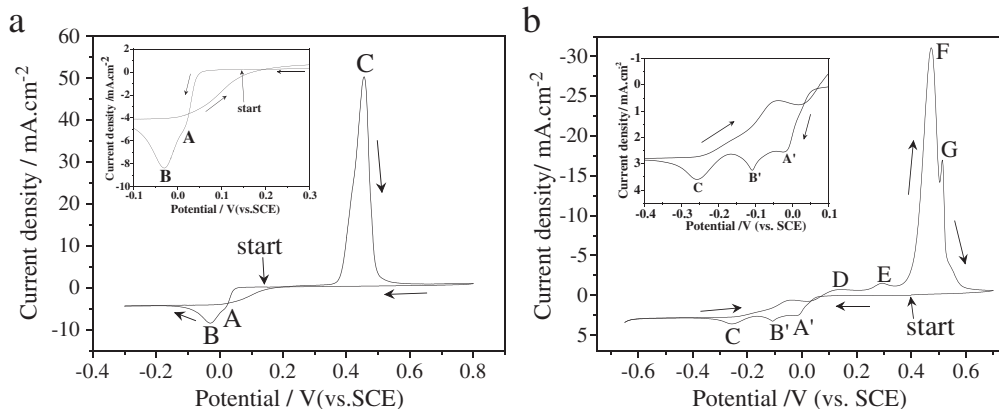 a
60
50
40
30
20
10
0
-10
Current density / mA.cm-2
-0.4 -0.2 0.0 0.2 0.4 0.6 0.8
Potential / V(vs.SCE)
C
start
A
B
4
2
0
-2
-4
-6
-8
-10
Current density /mA.cm-2
-0.1 0.0 0.1 0.2 0.3
Potential / V(vs.SCE)
start
A
B
b
-30
-25
-20
-15
-10
-5
0
5
Current density/ mA.cm-2
-0.6 -0.4 -0.2 0.0 0.2 0.4 0.6
Potential /V (vs. SCE)
F
G
D
E
C
B'
A'
start
-1
0
1
2
3
4
Current density/ mA.cm-2
-0.4 -0.3 -0.2 -0.1 0.0 0.1
Potential /V (vs. SCE)
A'
B'
C